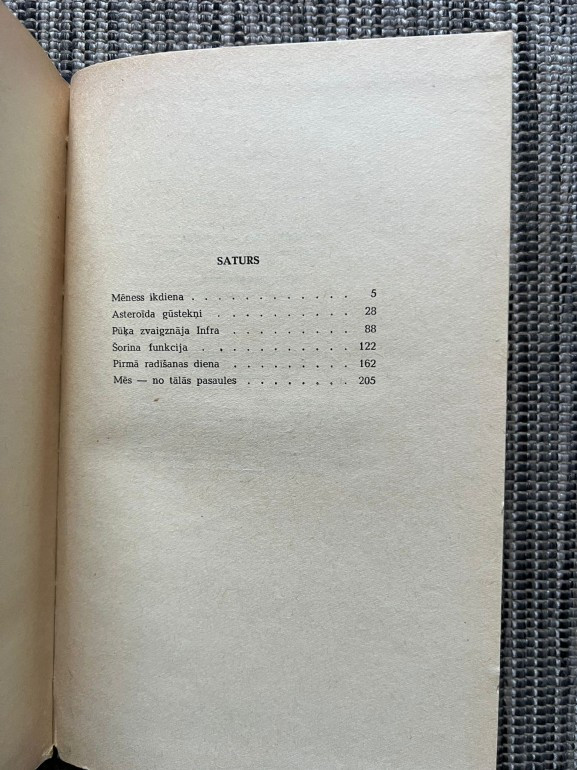 SATURS
Mēness ikdiena . . . . . . . . . . . . 5
Asteroīda gūstekņi . . . . . . . . . . 28
Pūķa zvaigznāja Infra . . . . . . . . . 88
Šorina funkcija . . . . . . . . . . . 122
Pirmā radīšanas diena . . . . . . . . . 162
Mēs — no tālās pasaules . . . . . . . . 205